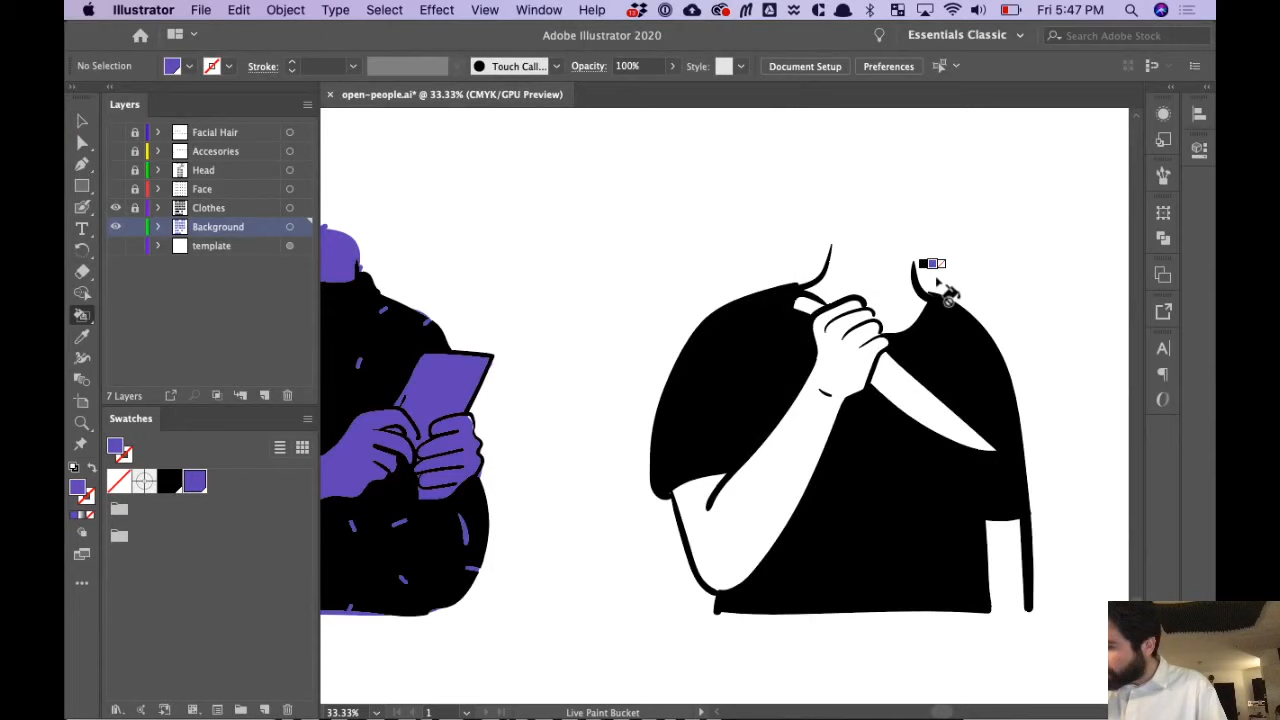 Illustrator File Edit Object Type Select Effect View Window Help Fri 5:47 PM
Adobe Illustrator 2020
Essentials Classic
Search Adobe Stock
No Selection
Stroke:
Touch Call...
Opacity: 100%
Style:
Document Setup
Preferences
Layers
open-people.ai* @ 33.33% (CMYK/GPU Preview)
Facial Hair
Accesories
Head
Face
Clothes
Background
template
7 Layers
Swatches
33.33%
1
Live Paint Bucket